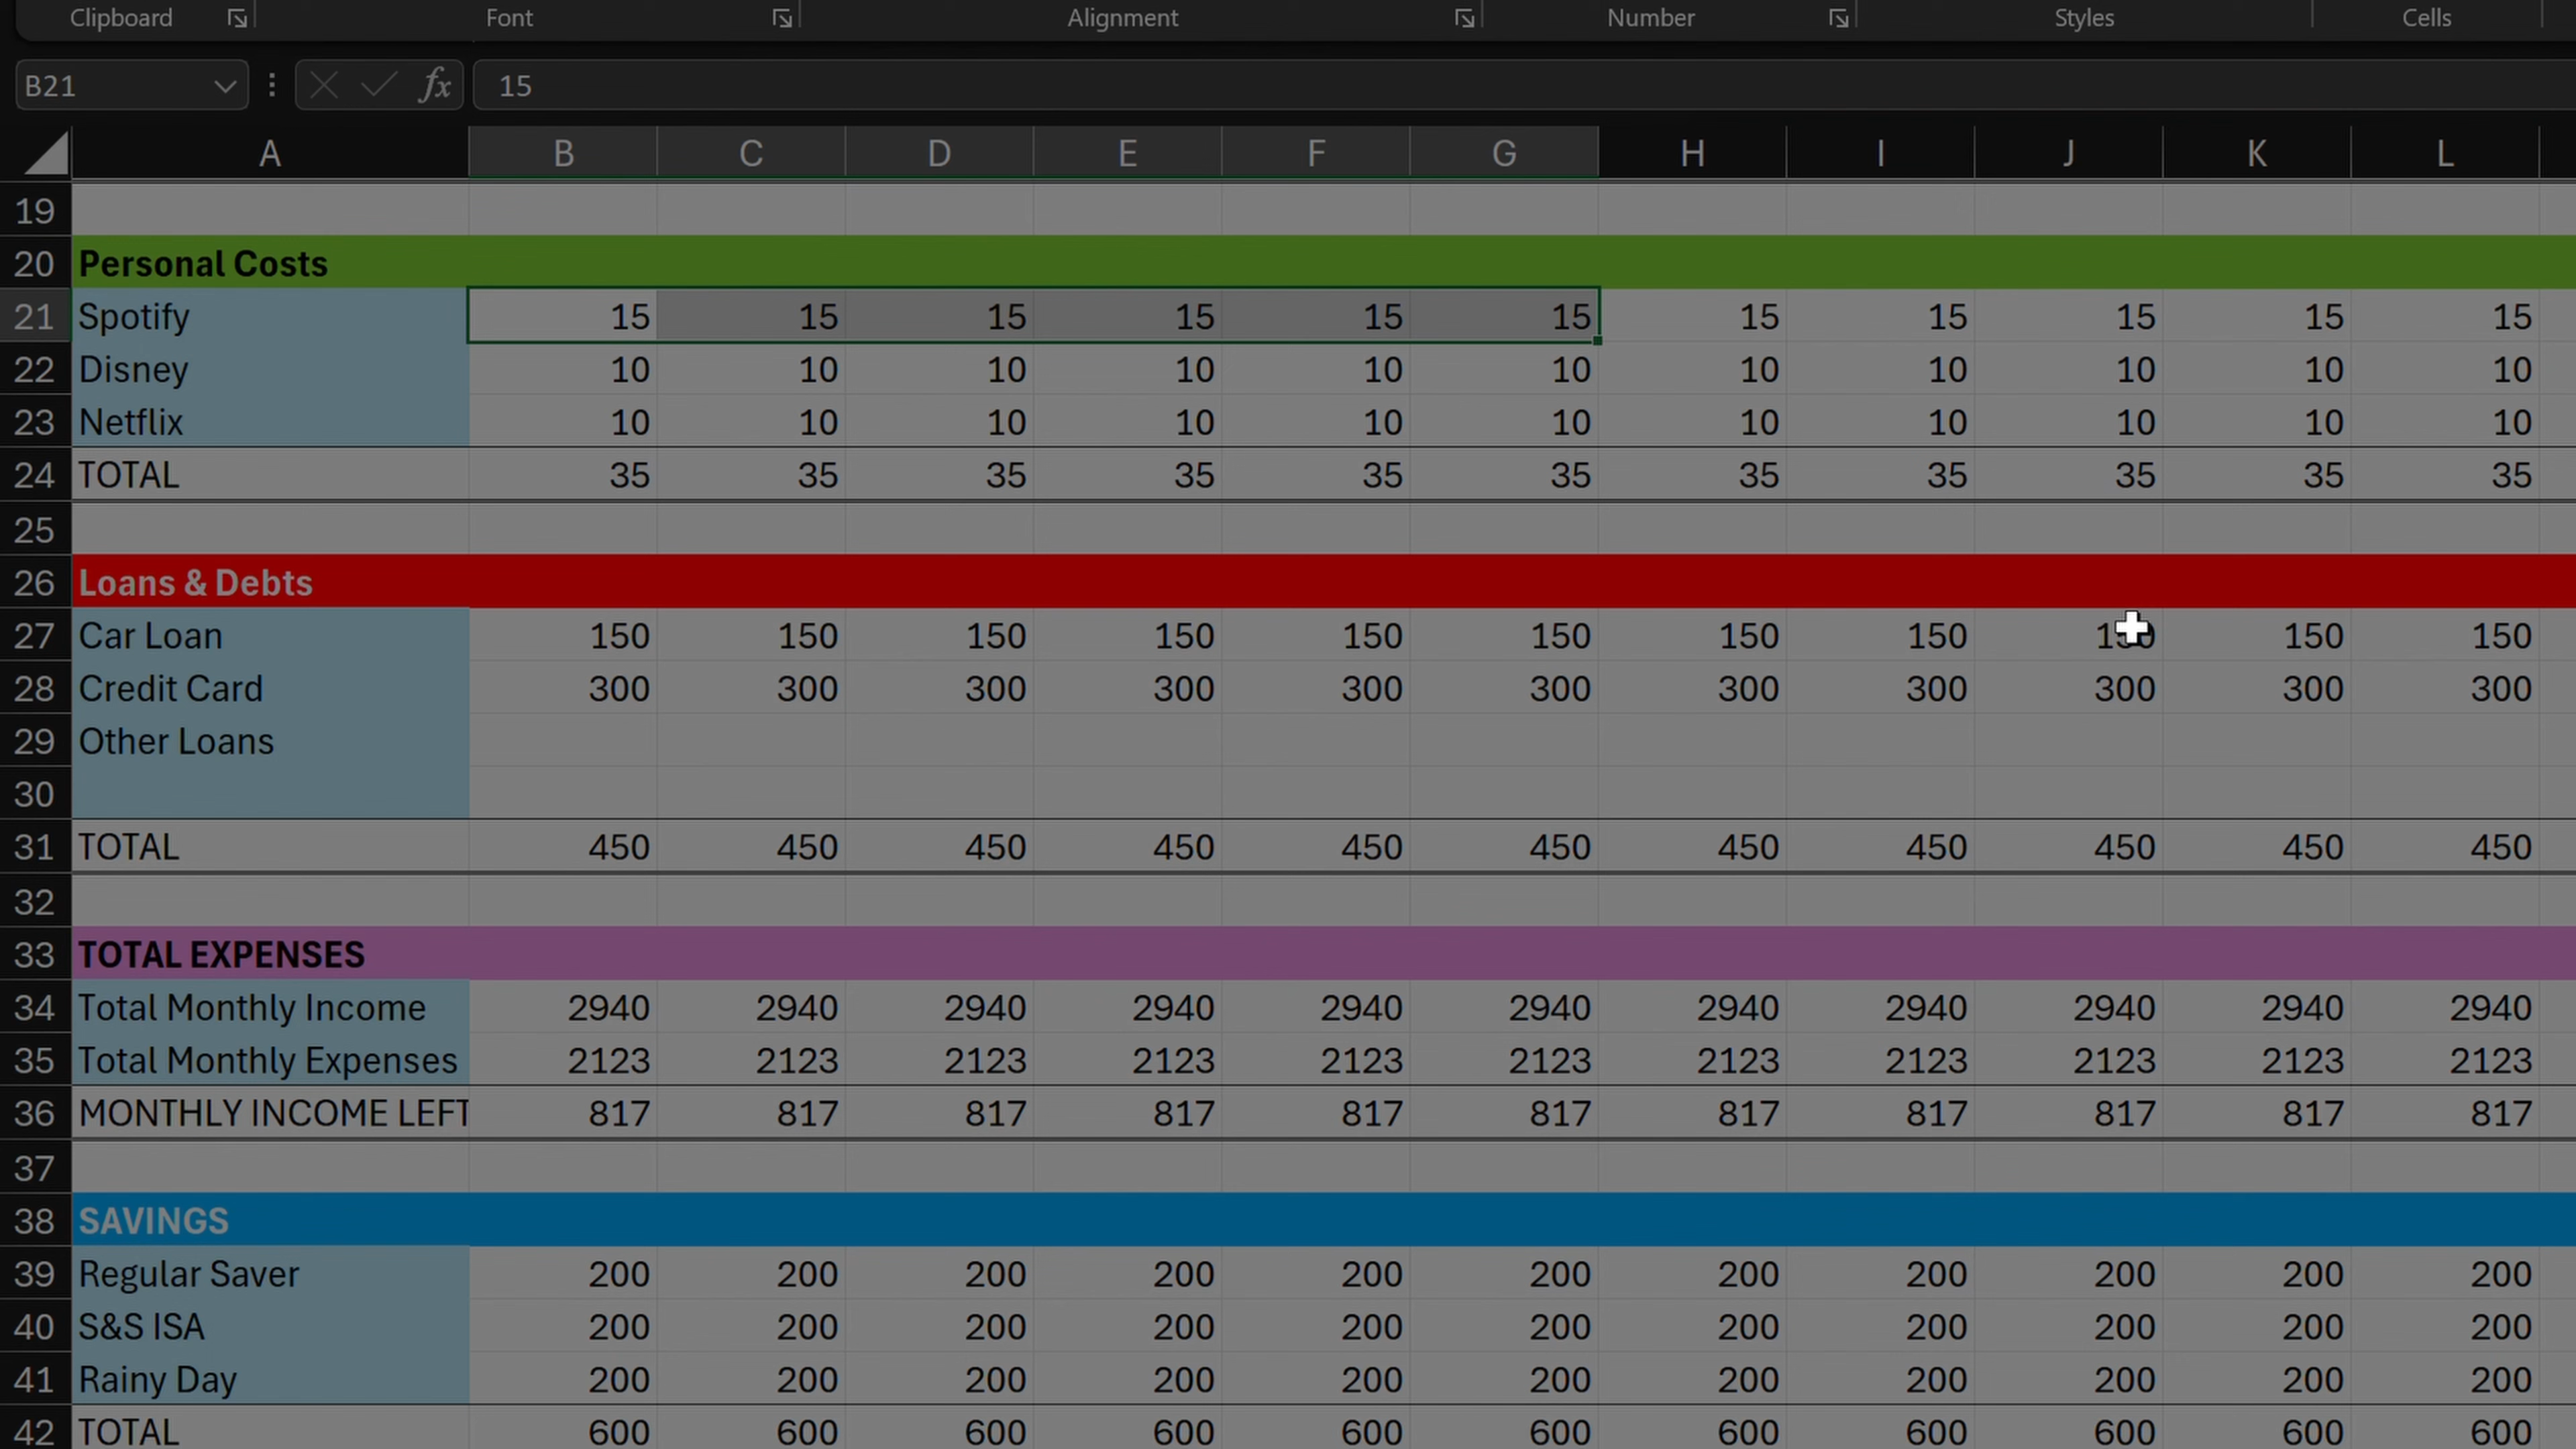 Clipboard Font Alignment Number Styles Cells
B21 fx 15
A B C D E F G H I J K L
19
20 Personal Costs
21 Spotify 15 15 15 15 15 15 15 15 15 15 15
22 Disney 10 10 10 10 10 10 10 10 10 10 10
23 Netflix 10 10 10 10 10 10 10 10 10 10 10
24 TOTAL 35 35 35 35 35 35 35 35 35 35 35
25
26 Loans & Debts
27 Car Loan 150 150 150 150 150 150 150 150 150 150 150
28 Credit Card 300 300 300 300 300 300 300 300 300 300 300
29 Other Loans
30
31 TOTAL 450 450 450 450 450 450 450 450 450 450 450
32
33 TOTAL EXPENSES
34 Total Monthly Income 2940 2940 2940 2940 2940 2940 2940 2940 2940 2940 2940
35 Total Monthly Expenses 2123 2123 2123 2123 2123 2123 2123 2123 2123 2123 2123
36 MONTHLY INCOME LEFT 817 817 817 817 817 817 817 817 817 817 817
37
38 SAVINGS
39 Regular Saver 200 200 200 200 200 200 200 200 200 200 200
40 S&S ISA 200 200 200 200 200 200 200 200 200 200 200
41 Rainy Day 200 200 200 200 200 200 200 200 200 200 200
42 TOTAL 600 600 600 600 600 600 600 600 600 600 600